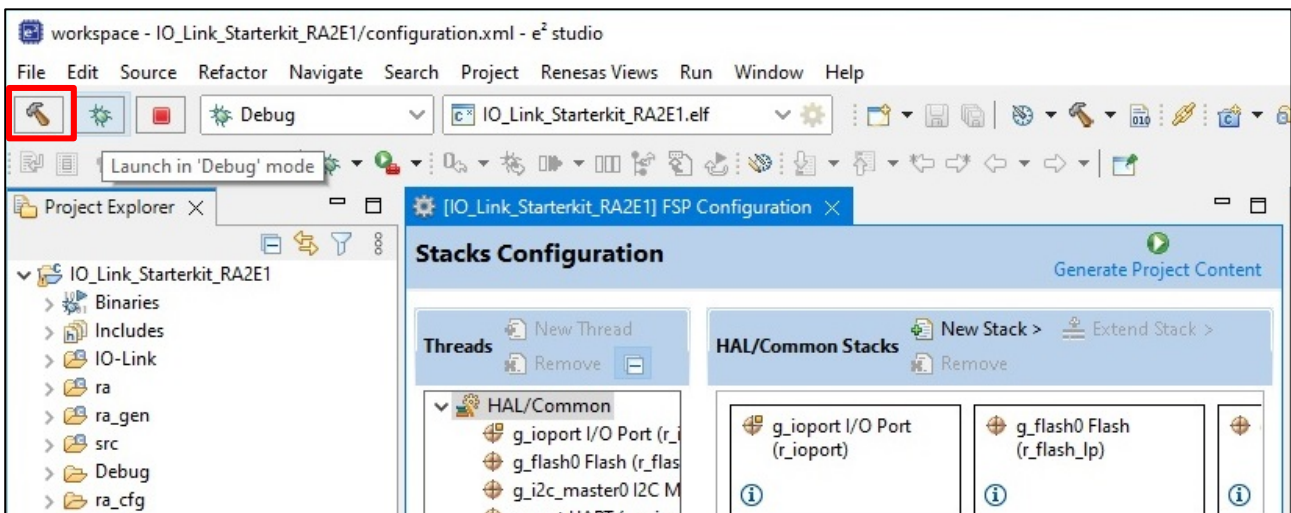 workspace - IO_Link_Starterkit_RA2E1/configuration.xml - e² studio
File Edit Source Refactor Navigate Search Project Renesas Views Run Window Help
Debug IO_Link_Starterkit_RA2E1.elf
Launch in 'Debug' mode
Project Explorer
[IO_Link_Starterkit_RA2E1] FSP Configuration
Stacks Configuration
Generate Project Content
IO_Link_Starterkit_RA2E1
Binaries
Includes
IO-Link
ra
ra_gen
src
Debug
ra_cfg
Threads
New Thread
Remove
HAL/Common Stacks
New Stack >
Extend Stack >
Remove
HAL/Common
g_ioport I/O Port (r_i
g_flash0 Flash (r_flas
g_i2c_master0 I2C M
g_ioport I/O Port
(r_ioport)
g_flash0 Flash
(r_flash_lp)